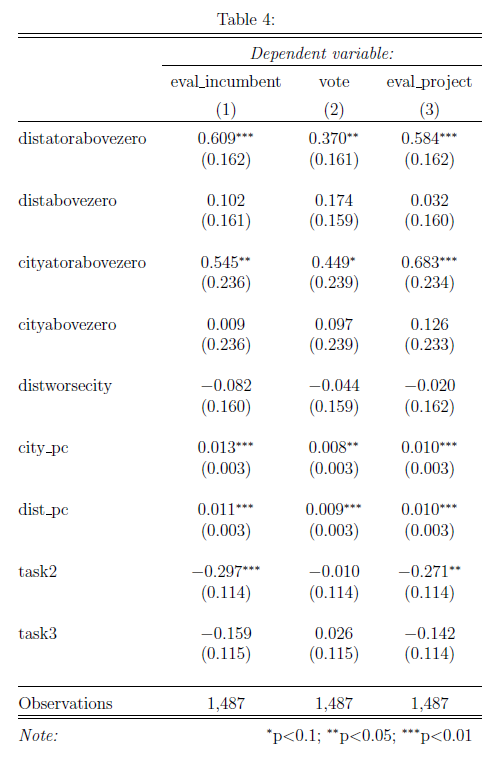 Table 4:
Dependent variable:
eval_incumbent vote eval_project
(1) (2) (3)
distatorabovezero 0.609*** 0.370** 0.584***
(0.162) (0.161) (0.162)
distabovezero 0.102 0.174 0.032
(0.161) (0.159) (0.160)
cityatorabovezero 0.545** 0.449* 0.683***
(0.236) (0.239) (0.234)
cityabovezero 0.009 0.097 0.126
(0.236) (0.239) (0.233)
distworsecity −0.082 −0.044 −0.020
(0.160) (0.159) (0.162)
city_pc 0.013*** 0.008** 0.010***
(0.003) (0.003) (0.003)
dist_pc 0.011*** 0.009*** 0.010***
(0.003) (0.003) (0.003)
task2 −0.297*** −0.010 −0.271**
(0.114) (0.114) (0.114)
task3 −0.159 0.026 −0.142
(0.115) (0.115) (0.114)
Observations 1,487 1,487 1,487
Note: *p<0.1; **p<0.05; ***p<0.01